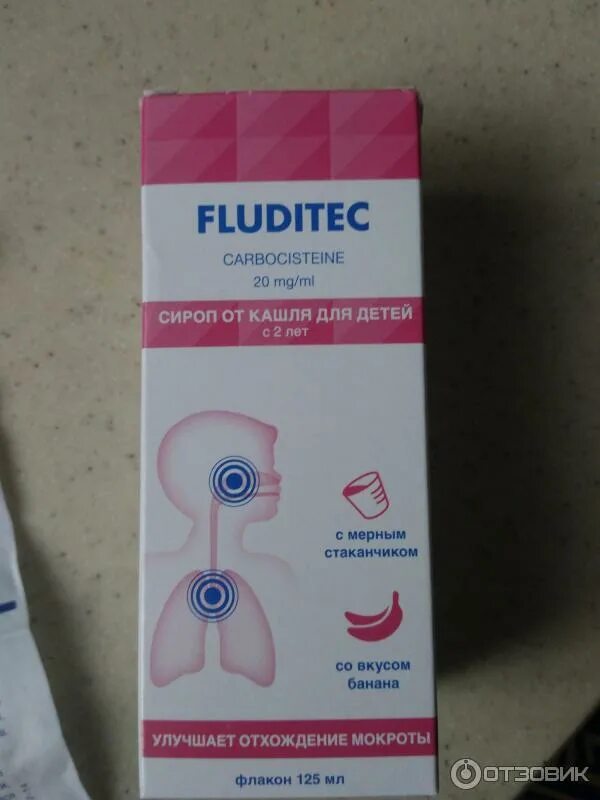 FLUDITEC
CARBOCISTEINE
20 mg/ml
СИРОП ОТ КАШЛЯ ДЛЯ ДЕТЕЙ
с 2 лет
с мерным
стаканчиком
со вкусом
банана
УЛУЧШАЕТ ОТХОЖДЕНИЕ МОКРОТЫ
флакон 125 мл
ОТЗОВИК